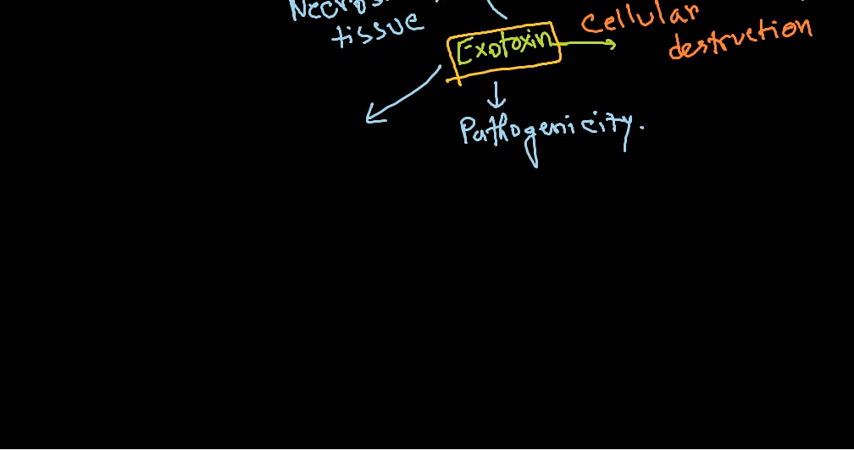 tissue
Exotoxin
Cellular
destruction
Pathogenicity.